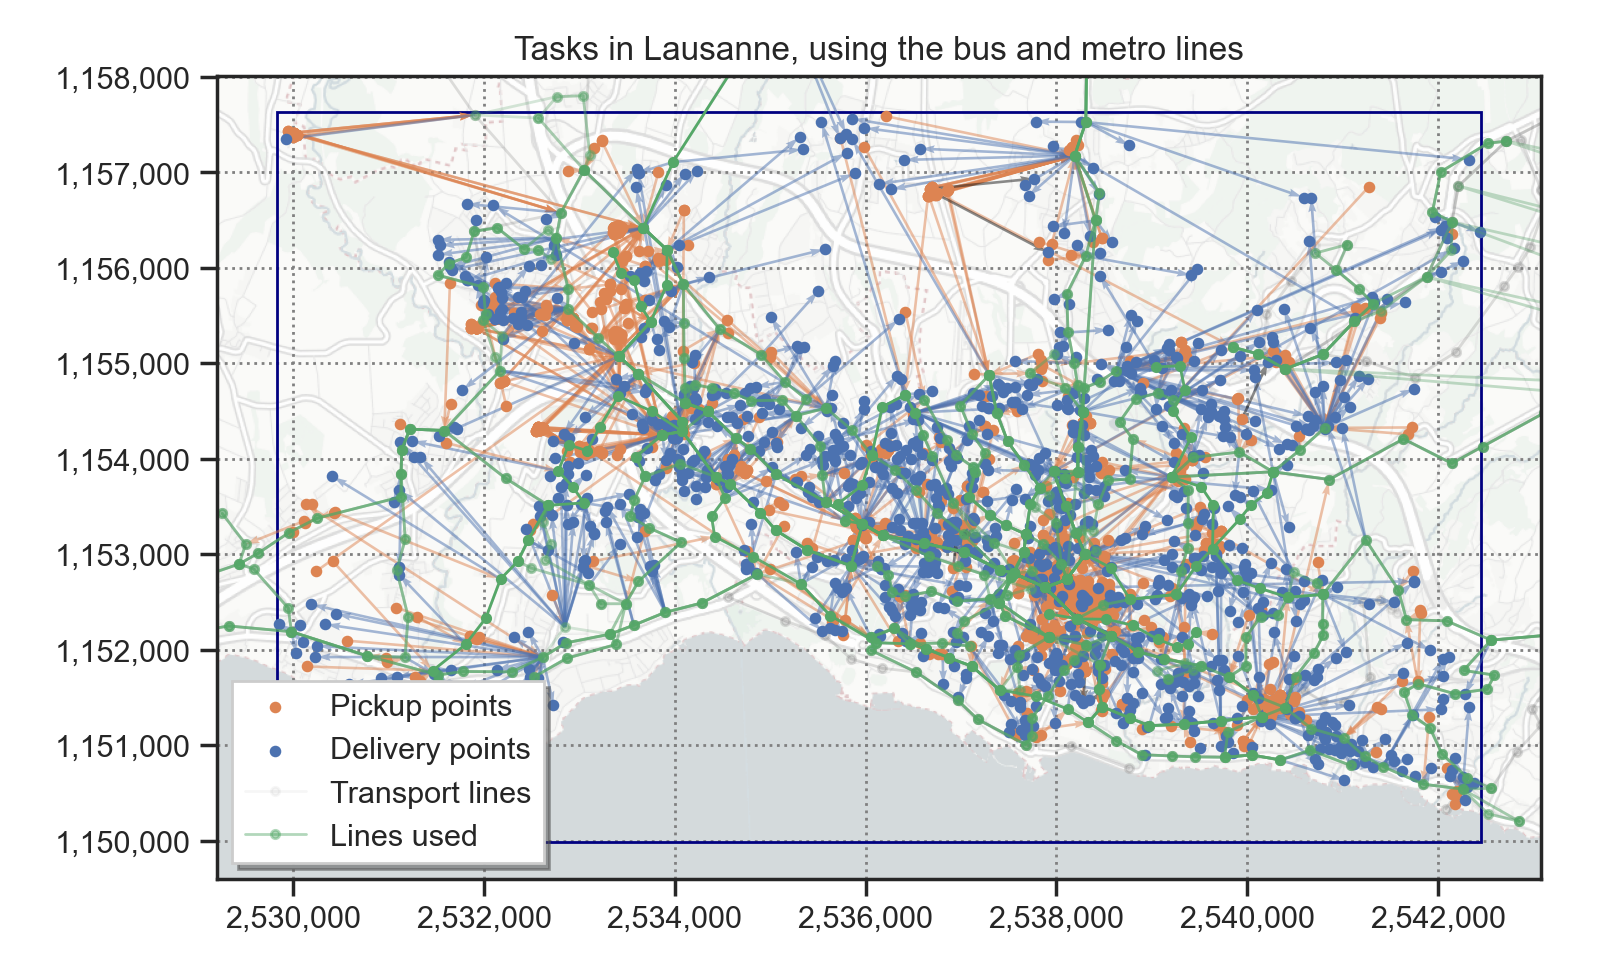 Tasks in Lausanne, using the bus and metro lines
1,158,000
1,157,000
1,156,000
1,155,000
1,154,000
1,153,000
1,152,000
1,151,000
1,150,000
Pickup points
Delivery points
Transport lines
Lines used
2,530,000 2,532,000 2,534,000 2,536,000 2,538,000 2,540,000 2,542,000